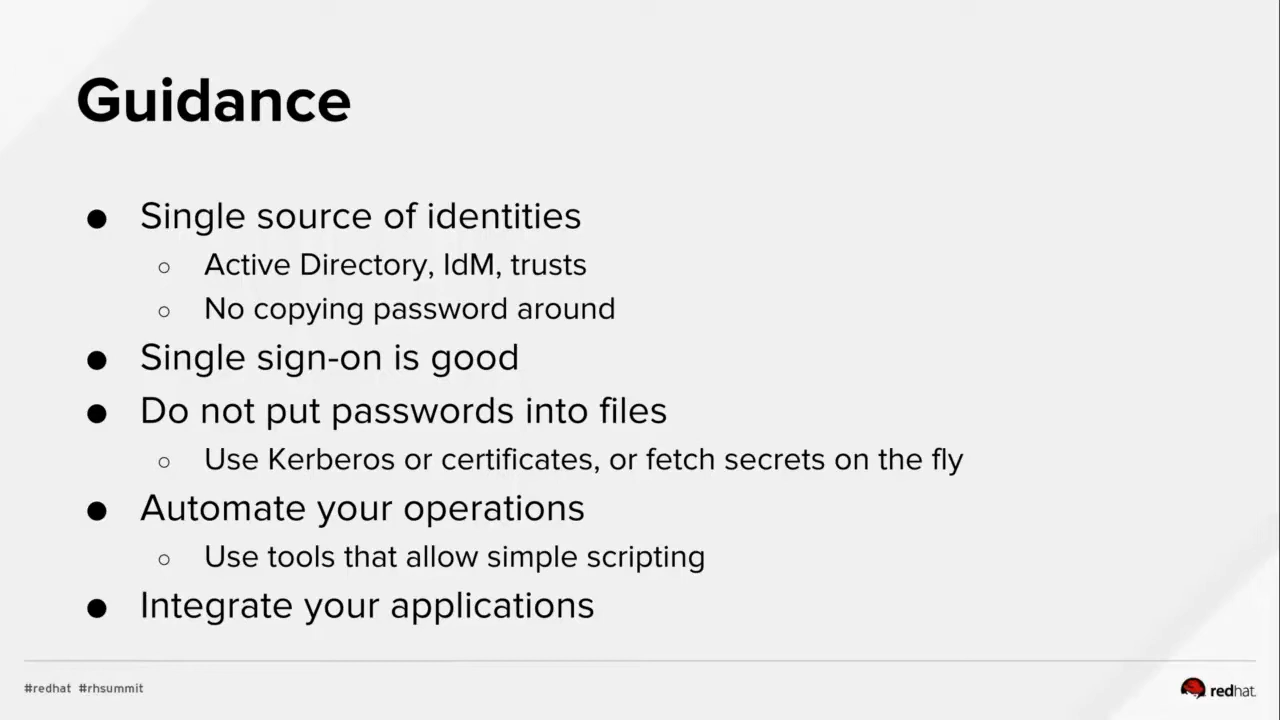 Guidance
● Single source of identities
○ Active Directory, IdM, trusts
○ No copying password around
● Single sign-on is good
● Do not put passwords into files
○ Use Kerberos or certificates, or fetch secrets on the fly
● Automate your operations
○ Use tools that allow simple scripting
● Integrate your applications
#redhat #rhsummit
redhat.